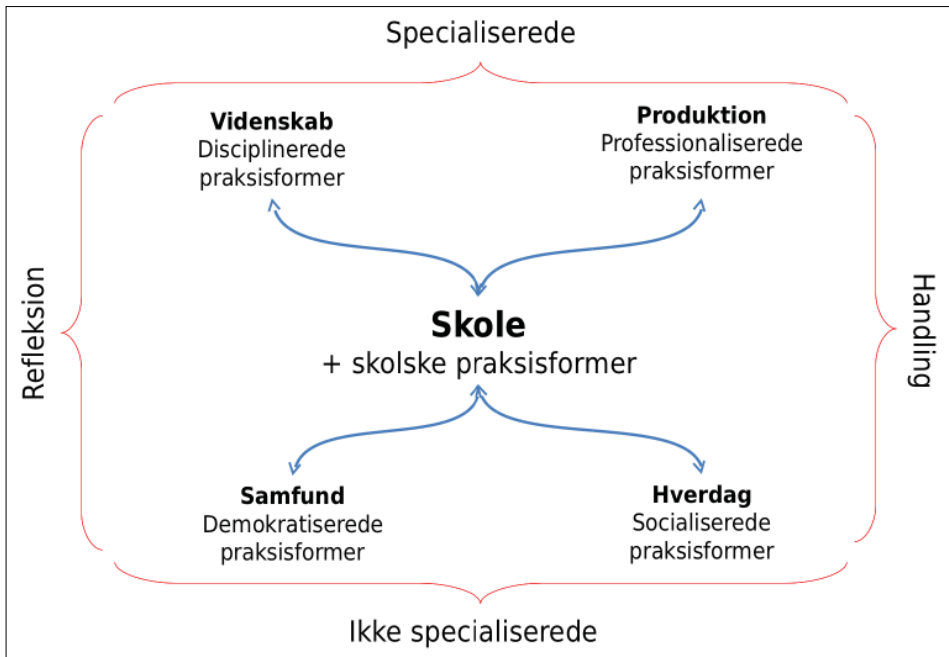 Specialiserede
Videnskab
Disciplinerede
praksisformer
Produktion
Professionaliserede
praksisformer
Refleksion
Skole
+ skolske praksisformer
Handling
Samfund
Demokratiserede
praksisformer
Hverdag
Socialiserede
praksisformer
Ikke specialiserede